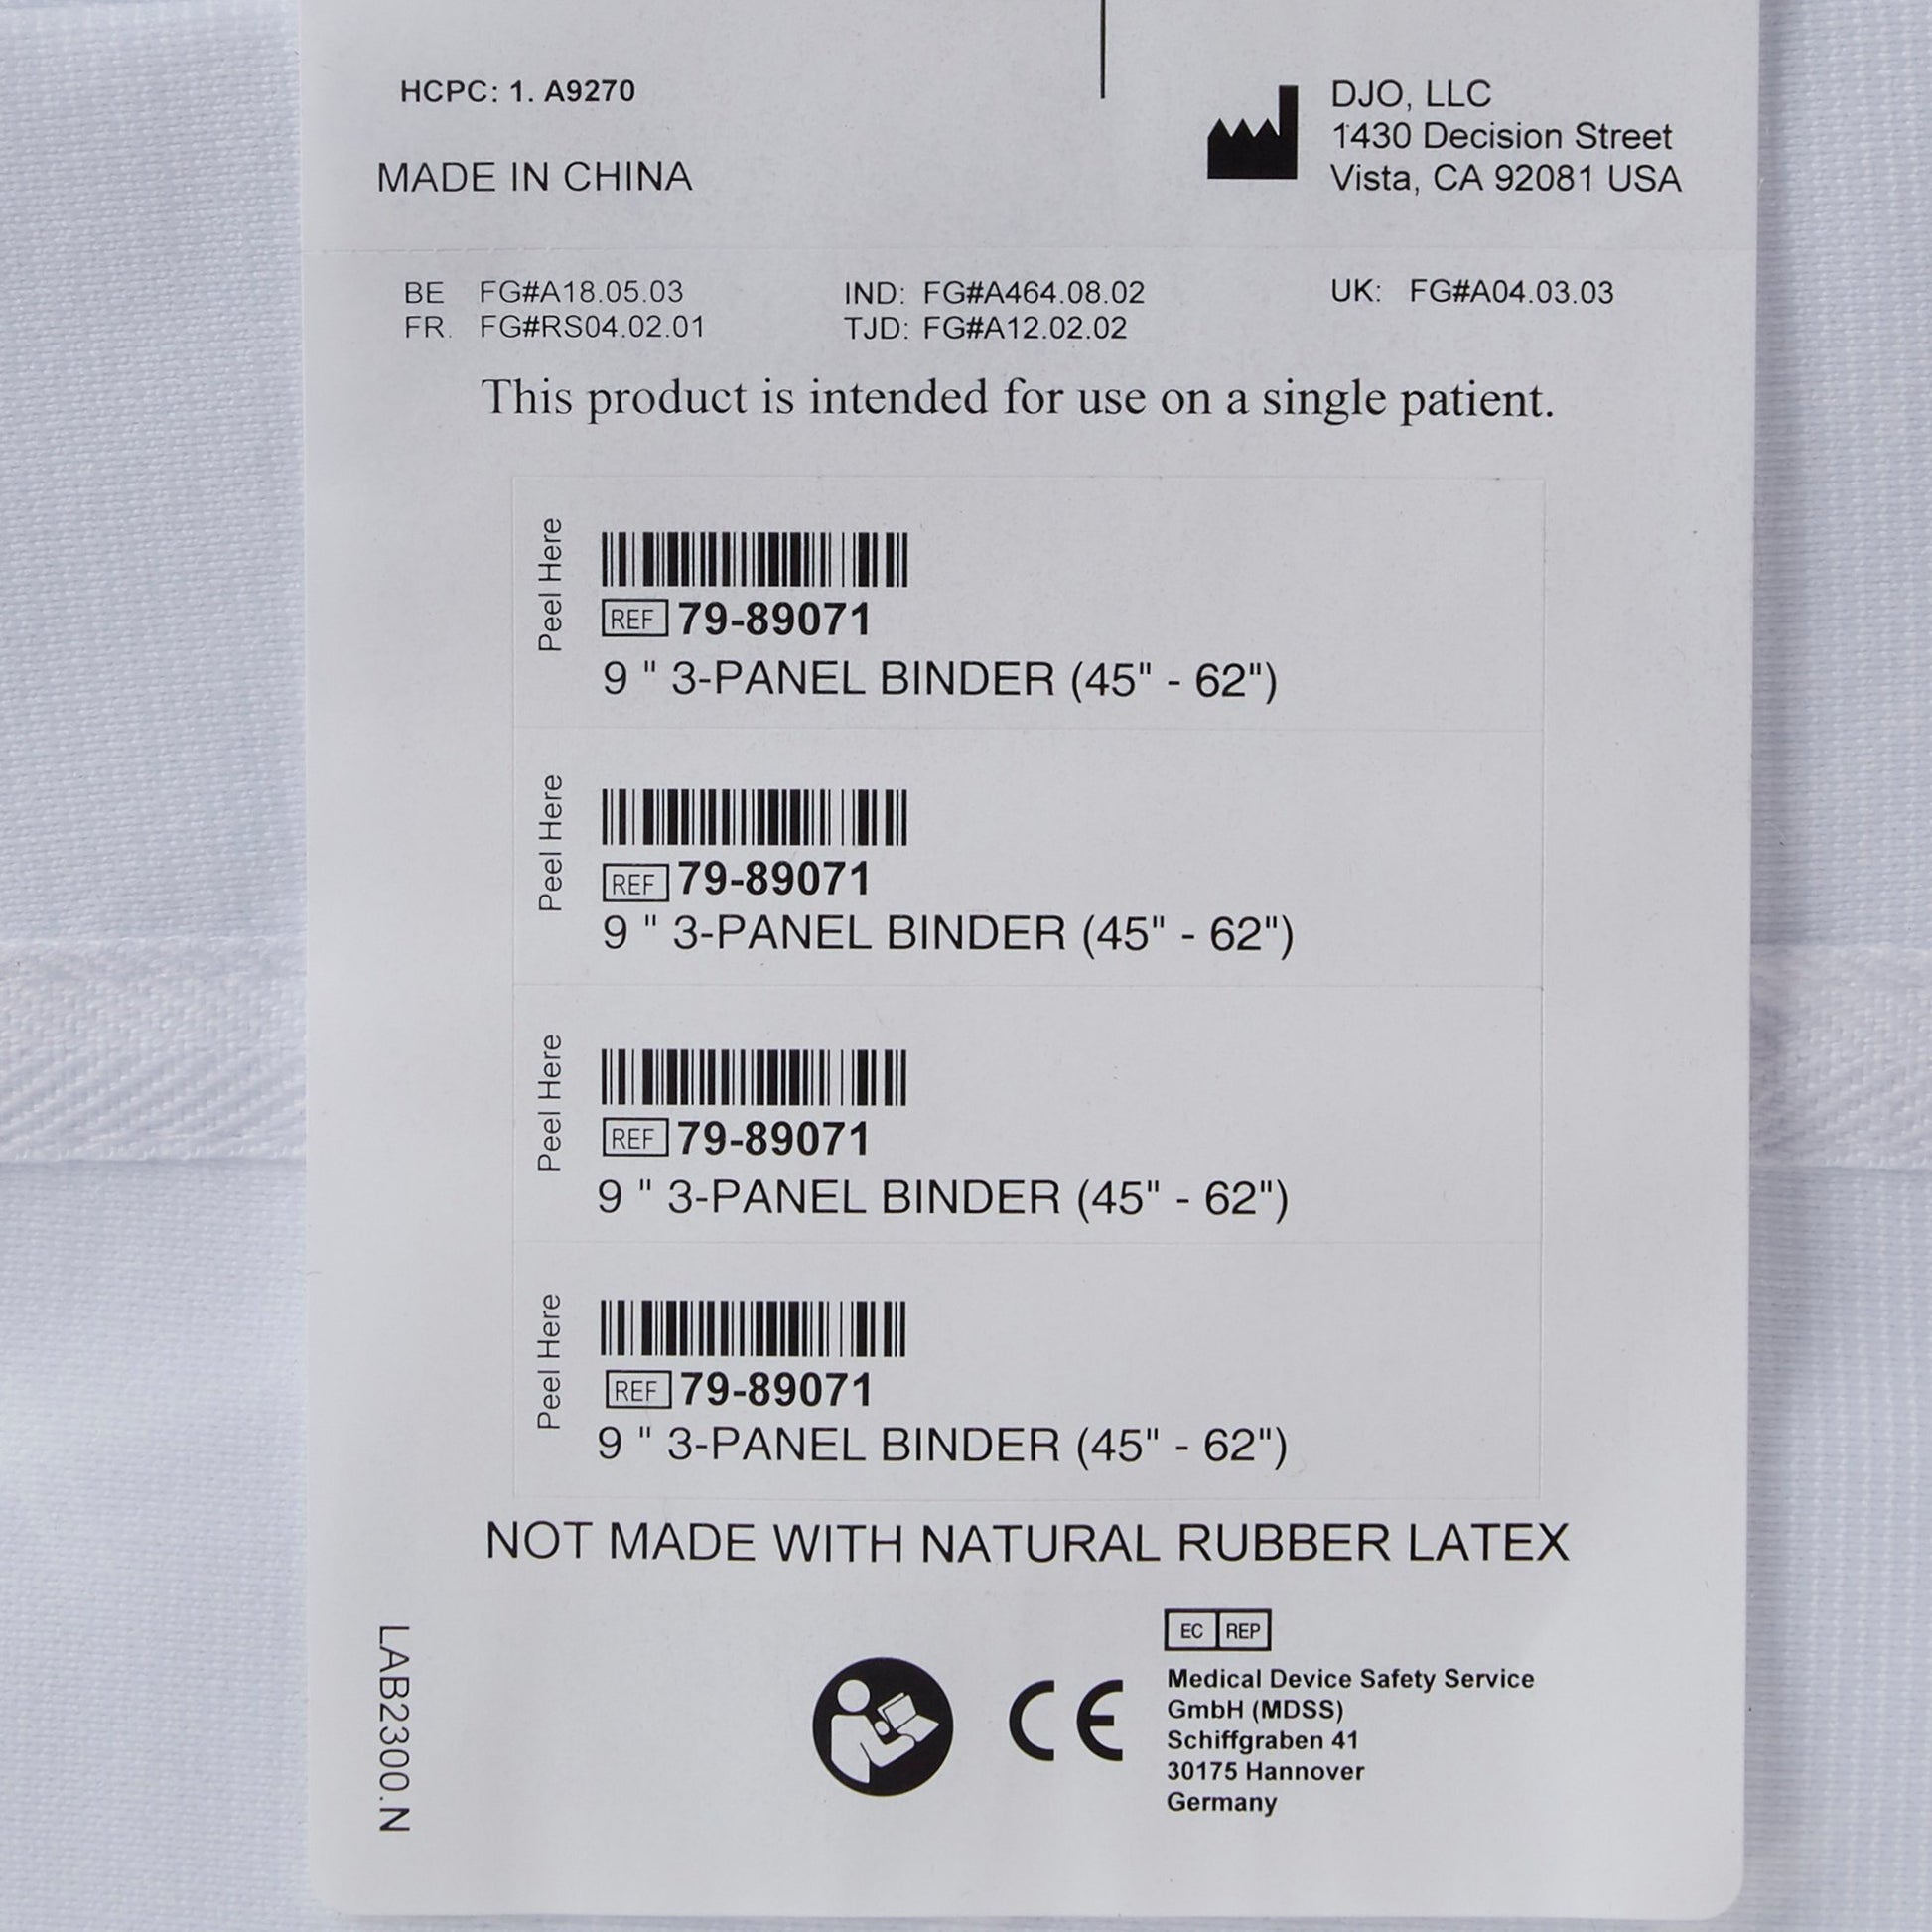 HCPC: 1. A9270
MADE IN CHINA
DJO, LLC
1430 Decision Street
Vista, CA 92081 USA
BE FG#A18.05.03
FR. FG#RS04.02.01
IND: FG#A464.08.02
TJD: FG#A12.02.02
UK: FG#A04.03.03
This product is intended for use on a single patient.
Peel Here
REF 79-89071
9 " 3-PANEL BINDER (45" - 62")
Peel Here
REF 79-89071
9 " 3-PANEL BINDER (45" - 62")
Peel Here
REF 79-89071
9 " 3-PANEL BINDER (45" - 62")
Peel Here
REF 79-89071
9 " 3-PANEL BINDER (45" - 62")
NOT MADE WITH NATURAL RUBBER LATEX
LAB2300.N
CE
EC REP
Medical Device Safety Service
GmbH (MDSS)
Schiffgraben 41
30175 Hannover
Germany